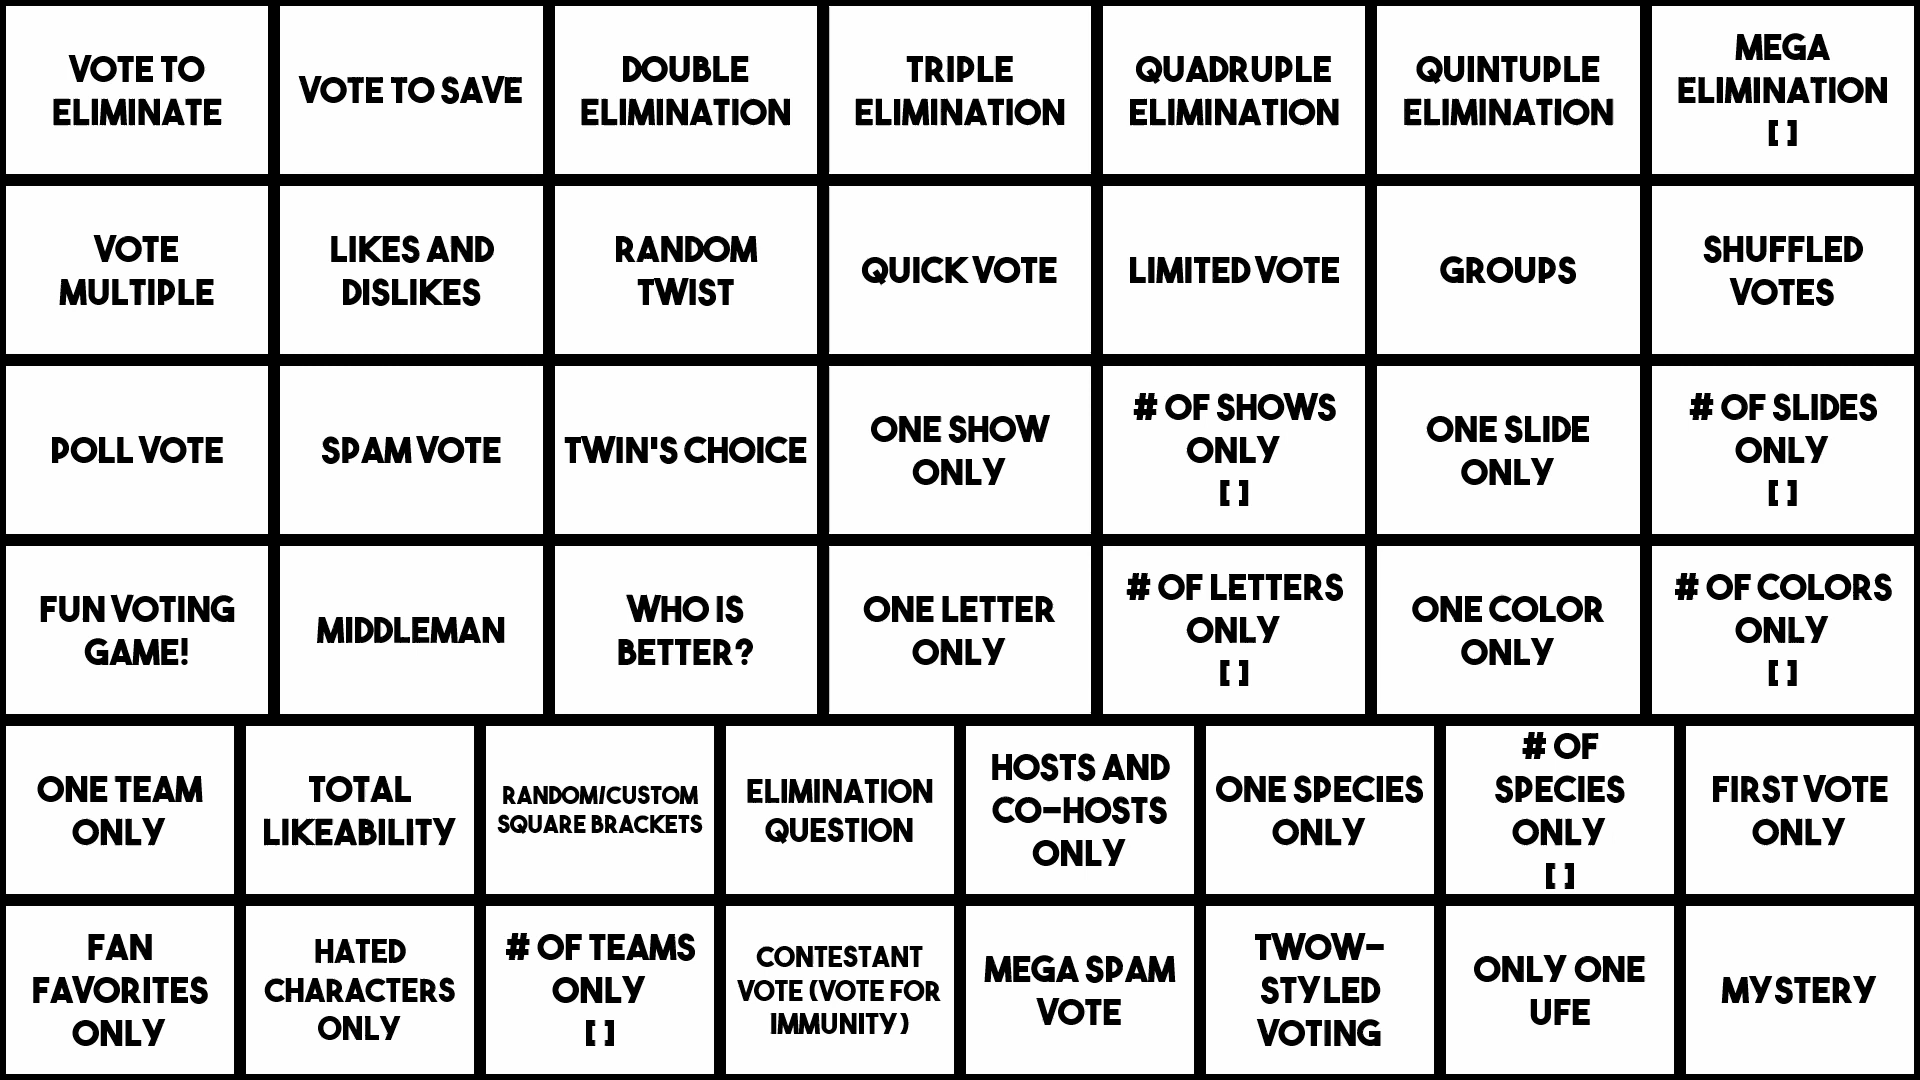 VOTE TO
ELIMINATE
VOTE TO SAVE
DOUBLE
ELIMINATION
TRIPLE
ELIMINATION
QUADRUPLE
ELIMINATION
QUINTUPLE
ELIMINATION
MEGA
ELIMINATION
[ ]
VOTE
MULTIPLE
LIKES AND
DISLIKES
RANDOM
TWIST
QUICK VOTE
LIMITED VOTE
GROUPS
SHUFFLED
VOTES
POLL VOTE
SPAM VOTE
TWIN'S CHOICE
ONE SHOW
ONLY
# OF SHOWS
ONLY
[ ]
ONE SLIDE
ONLY
# OF SLIDES
ONLY
[ ]
FUN VOTING
GAME!
MIDDLEMAN
WHO IS
BETTER?
ONE LETTER
ONLY
# OF LETTERS
ONLY
[ ]
ONE COLOR
ONLY
# OF COLORS
ONLY
[ ]
ONE TEAM
ONLY
TOTAL
LIKEABILITY
RANDOM/CUSTOM
SQUARE BRACKETS
ELIMINATION
QUESTION
HOSTS AND
CO-HOSTS
ONLY
ONE SPECIES
ONLY
# OF
SPECIES
ONLY
[ ]
FIRST VOTE
ONLY
FAN
FAVORITES
ONLY
HATED
CHARACTERS
ONLY
# OF TEAMS
ONLY
[ ]
CONTESTANT
VOTE (VOTE FOR
IMMUNITY)
MEGA SPAM
VOTE
TWOW-
STYLED
VOTING
ONLY ONE
UFE
MYSTERY